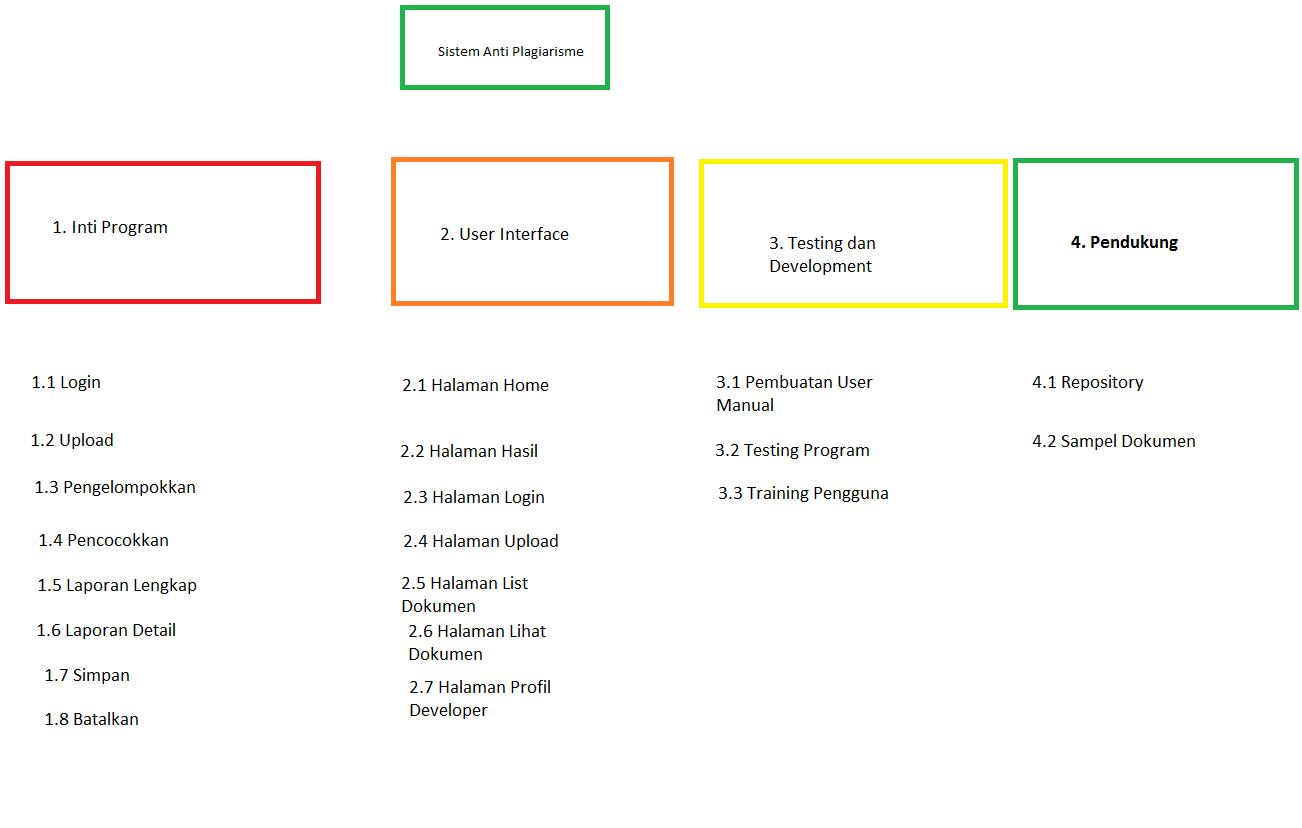 Sistem Anti Plagiarisme
1. Inti Program
2. User Interface
3. Testing dan
Development
4. Pendukung
1.1 Login
1.2 Upload
1.3 Pengelompokkan
1.4 Pencocokkan
1.5 Laporan Lengkap
1.6 Laporan Detail
1.7 Simpan
1.8 Batalkan
2.1 Halaman Home
2.2 Halaman Hasil
2.3 Halaman Login
2.4 Halaman Upload
2.5 Halaman List
Dokumen
2.6 Halaman Lihat
Dokumen
2.7 Halaman Profil
Developer
3.1 Pembuatan User
Manual
3.2 Testing Program
3.3 Training Pengguna
4.1 Repository
4.2 Sampel Dokumen